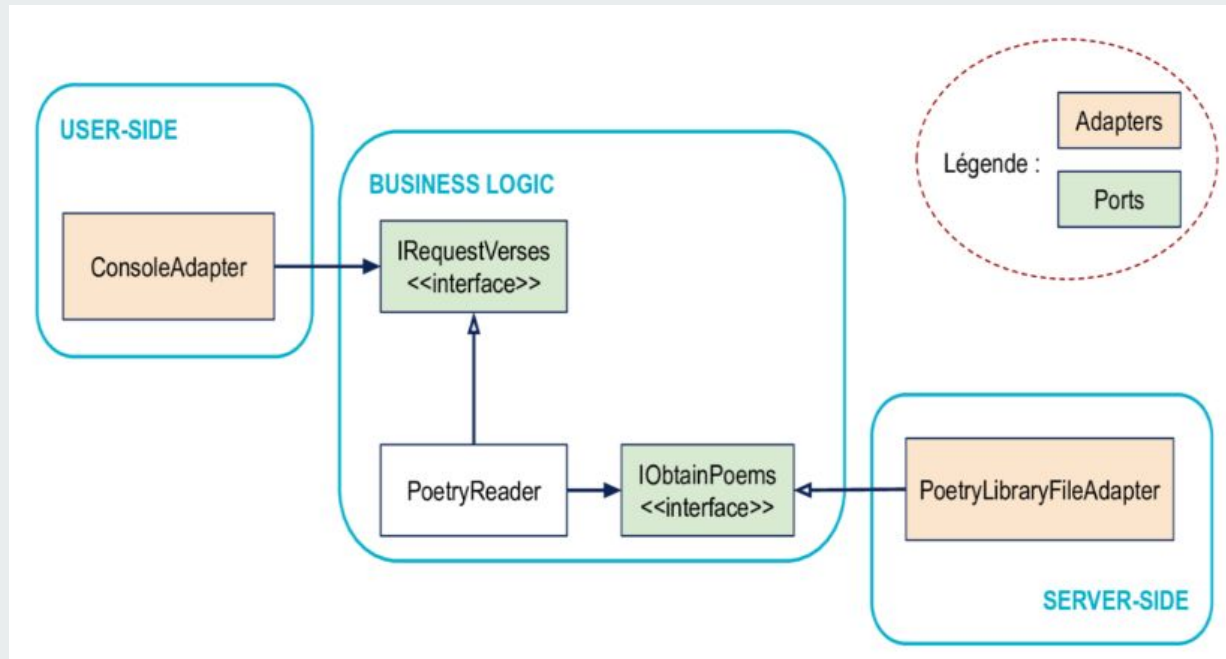 USER-SIDE
ConsoleAdapter
BUSINESS LOGIC
IRequestVerses
<<interface>>
PoetryReader
IObtainPoems
<<interface>>
PoetryLibraryFileAdapter
SERVER-SIDE
Légende :
Adapters
Ports